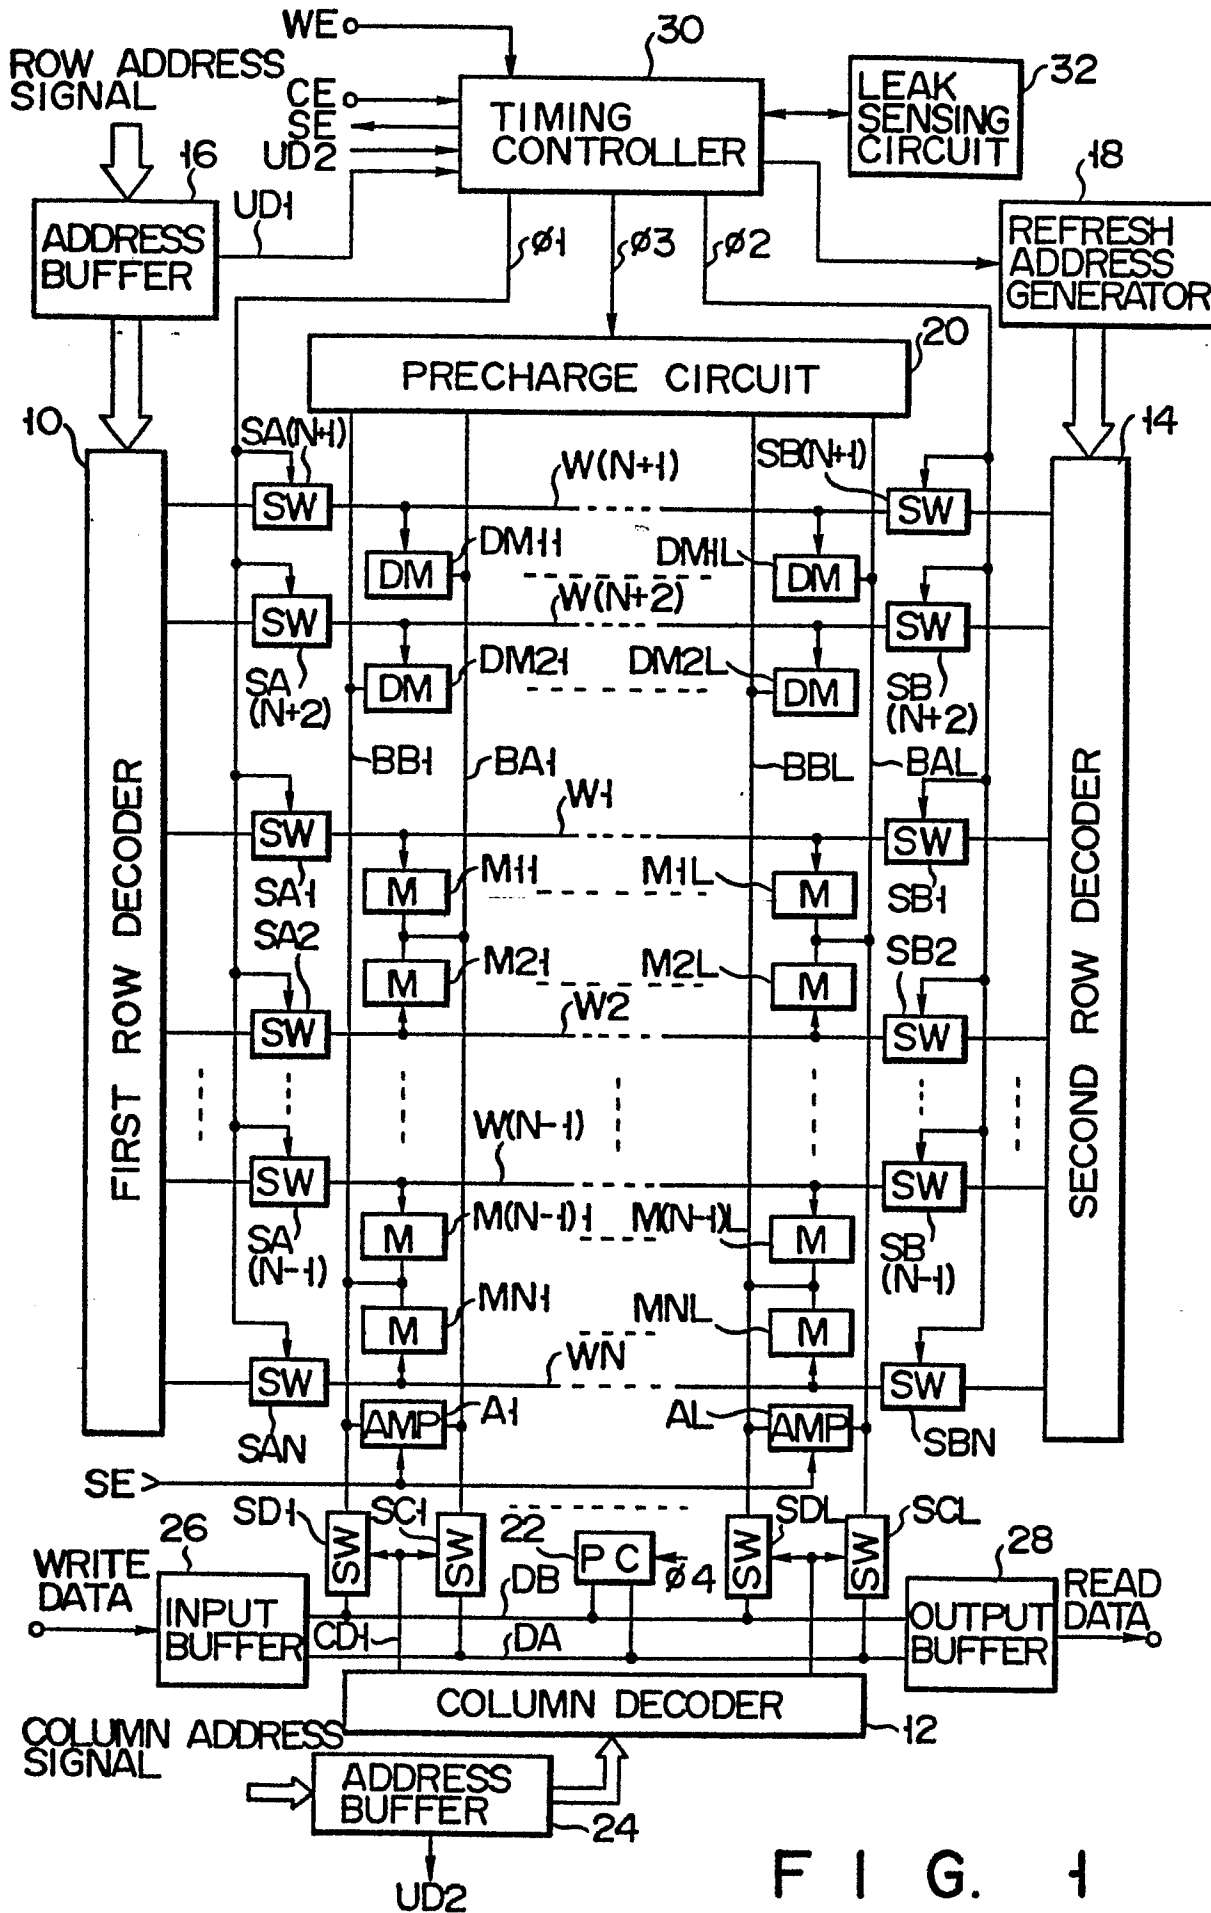 WE
30
ROW ADDRESS
SIGNAL
CE
SE
UD2
TIMING
CONTROLLER
LEAK
SENSING
CIRCUIT
32
16
UD1
18
ADDRESS
BUFFER
ø1
ø3
ø2
REFRESH
ADDRESS
GENERATOR
20
PRECHARGE CIRCUIT
10
SA(N+1)
W(N+1)
SB(N+1)
14
SW
SW
DM11
DM1L
DM
DM
W(N+2)
SW
SW
SA
(N+2)
DM21
DM2L
DM
DM
SB
(N+2)
BB1
BA1
BBL
BAL
W1
SW
SW
SA1
M11
M1L
M
M
SB1
SA2
M21
M2L
SB2
M
M
W2
SW
SW
FIRST ROW DECODER
SECOND ROW DECODER
W(N-1)
SW
SW
SA
(N-1)
M(N-1)1
M(N-1)L
M
M
SB
(N-1)
MN1
MNL
M
M
WN
SW
SW
SAN
A1
AL
AMP
AMP
SBN
SE
SD1
SC1
22
SDL
SCL
26
SW
SW
PC
ø4
SW
SW
28
WRITE
DATA
INPUT
BUFFER
DB
CD1
DA
OUTPUT
BUFFER
READ
DATA
COLUMN DECODER
12
COLUMN ADDRESS
SIGNAL
ADDRESS
BUFFER
24
UD2
FIG. 1